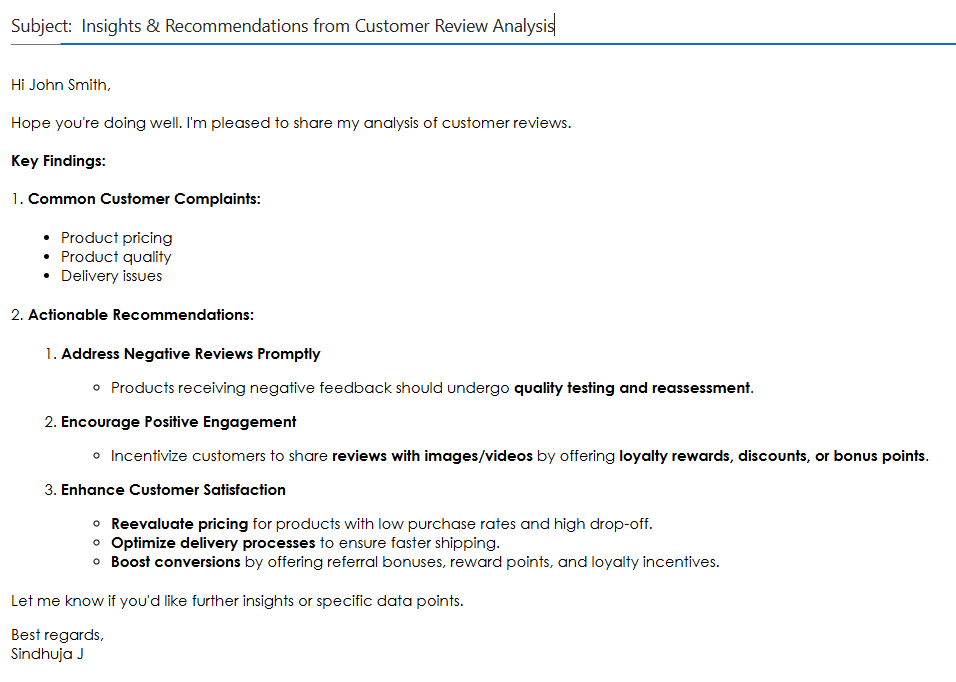 Subject: Insights & Recommendations from Customer Review Analysis
Hi John Smith,
Hope you're doing well. I'm pleased to share my analysis of customer reviews.
Key Findings:
1. Common Customer Complaints:
• Product pricing
• Product quality
• Delivery issues
2. Actionable Recommendations:
1. Address Negative Reviews Promptly
○ Products receiving negative feedback should undergo quality testing and reassessment.
2. Encourage Positive Engagement
○ Incentivize customers to share reviews with images/videos by offering loyalty rewards, discounts, or bonus points.
3. Enhance Customer Satisfaction
○ Reevaluate pricing for products with low purchase rates and high drop-off.
○ Optimize delivery processes to ensure faster shipping.
○ Boost conversions by offering referral bonuses, reward points, and loyalty incentives.
Let me know if you'd like further insights or specific data points.
Best regards,
Sindhuja J